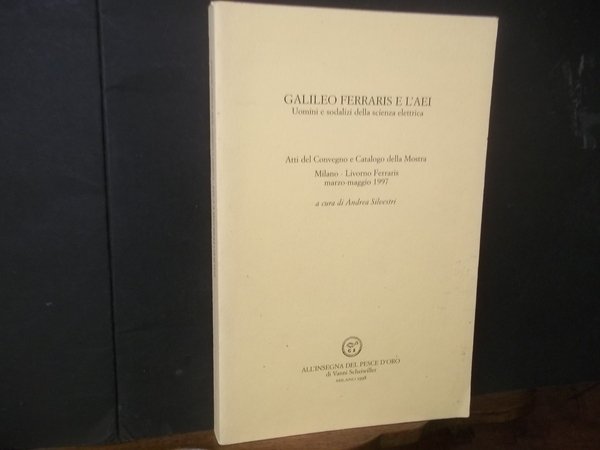 GALILEO FERRARIS E L'AEI
Uomini e sodalizi della scienza elettrica
Atti del Convegno e Catalogo della Mostra
Milano - Livorno Ferraris
marzo-maggio 1997
a cura di Andrea Silvestri
ALL'INSEGNA DEL PESCE D'ORO
di Vanni Scheiwiller
MILANO 1998